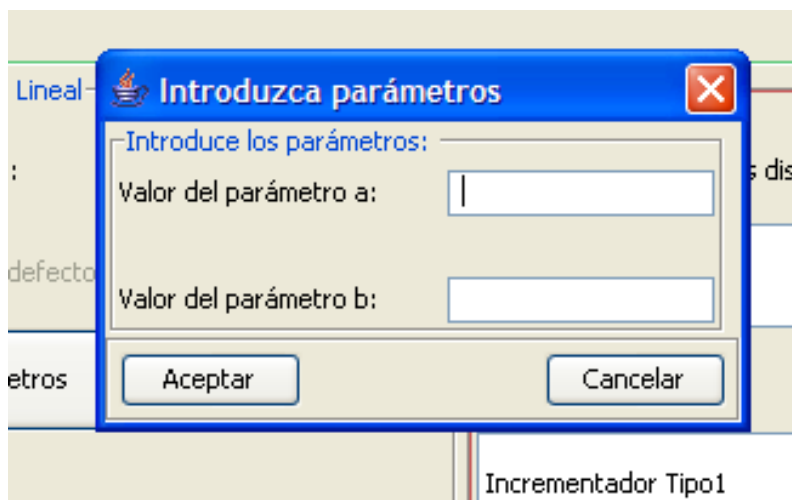 Lineal
Introduzca parámetros
Introduce los parámetros:
:
Valor del parámetro a:
s dis
defecto
Valor del parámetro b:
etros
Aceptar
Cancelar
Incrementador Tipo1